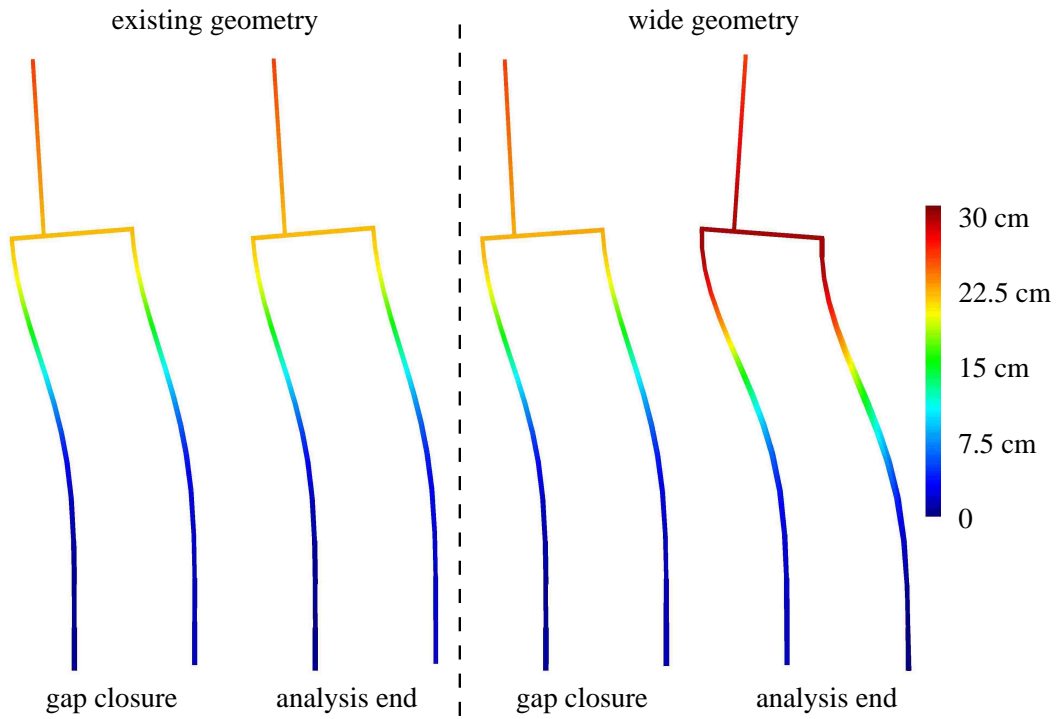 existing geometry
wide geometry
30 cm
22.5 cm
15 cm
7.5 cm
0
gap closure
analysis end
gap closure
analysis end